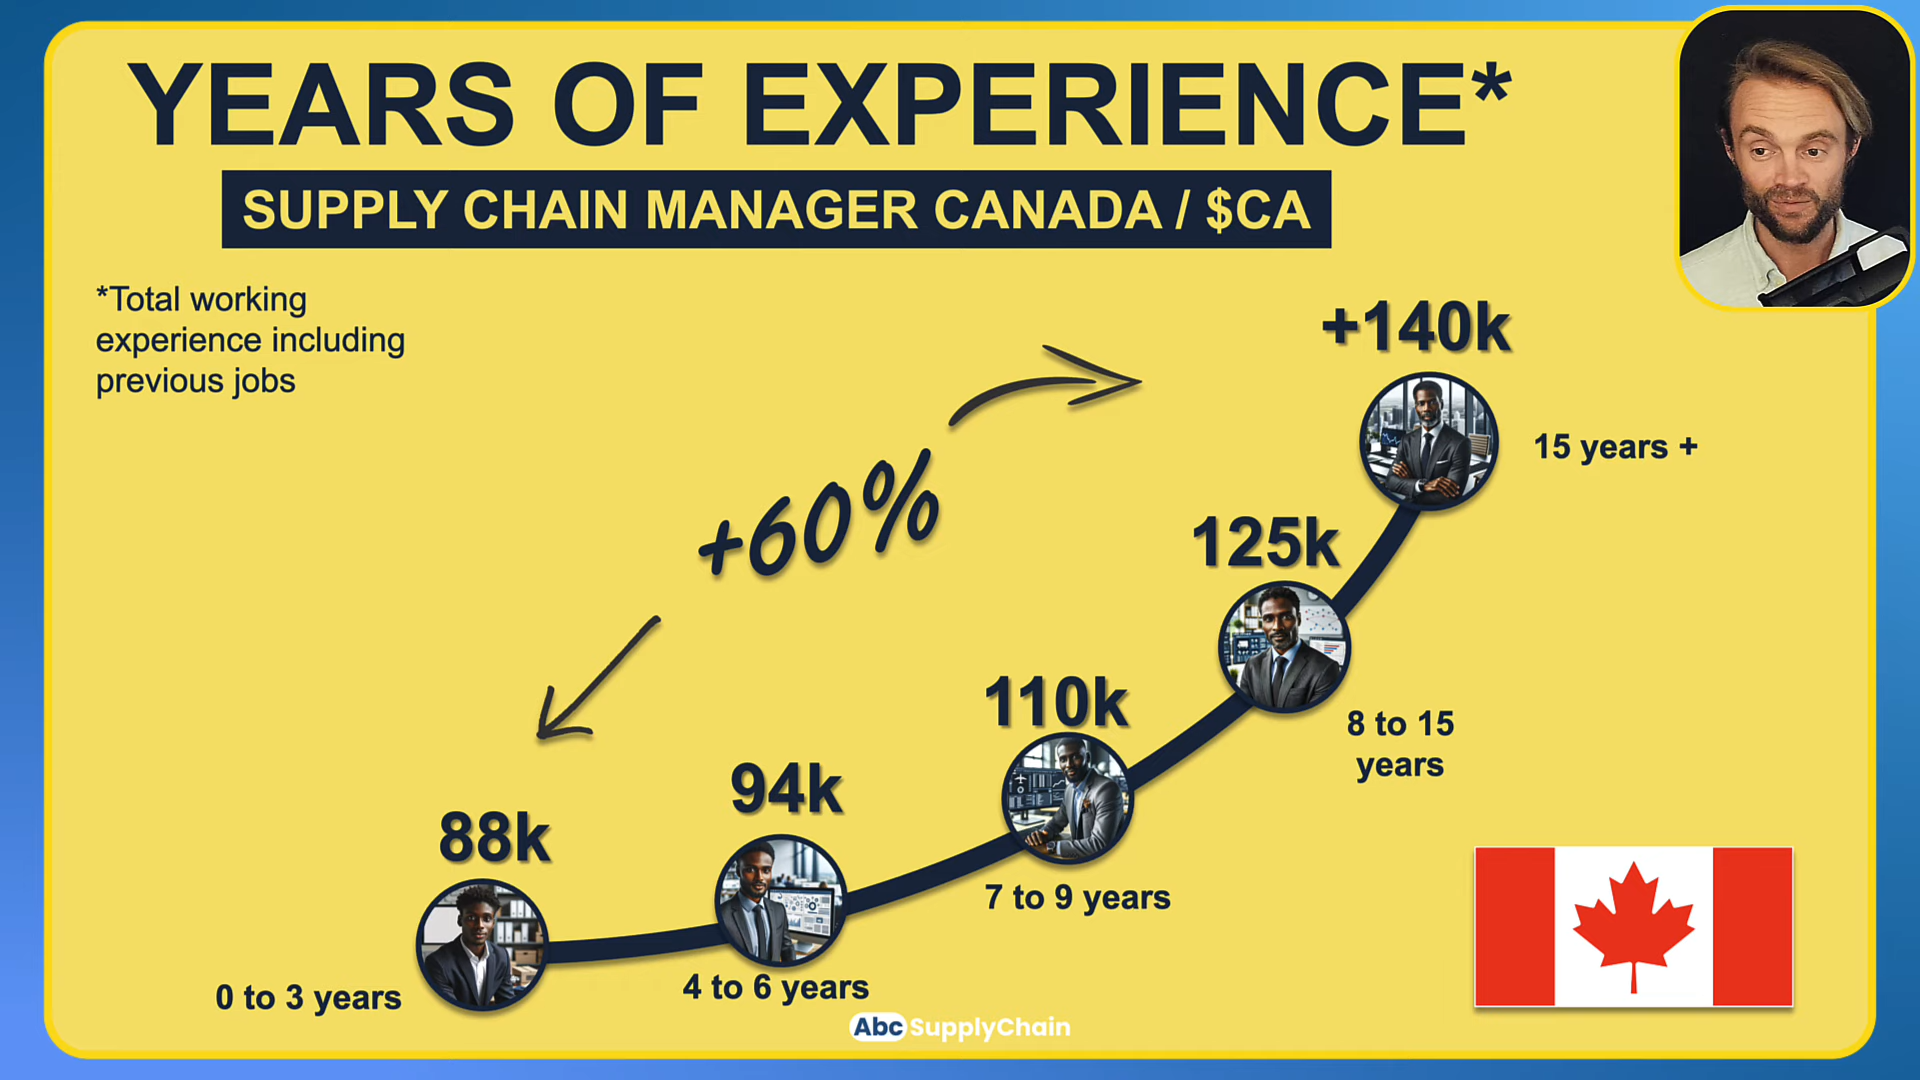 YEARS OF EXPERIENCE*
SUPPLY CHAIN MANAGER CANADA / $CA
*Total working
experience including
previous jobs
+140k
15 years +
+60%
125k
8 to 15
years
110k
7 to 9 years
94k
4 to 6 years
88k
0 to 3 years
Abc SupplyChain